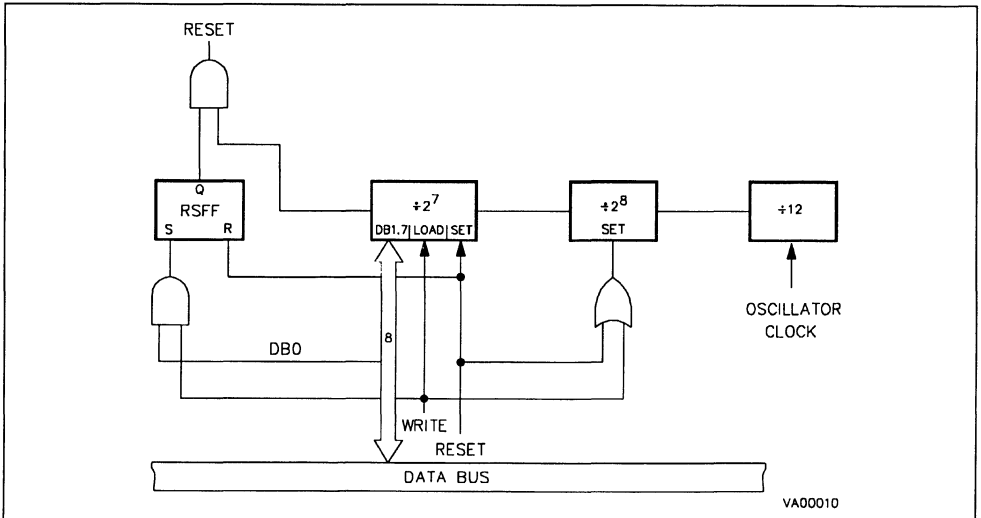 RESET
Q
RSFF
S R
÷2⁷
DB1.7 LOAD SET
÷2⁸
SET
÷12
OSCILLATOR
CLOCK
8
DB0
WRITE
RESET
DATA BUS
VA00010